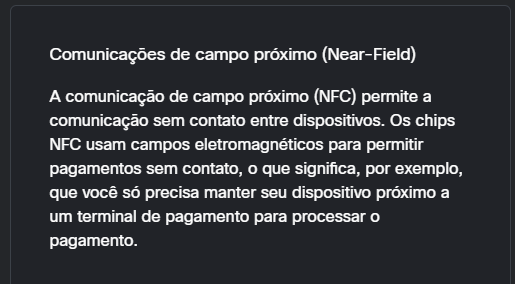 Comunicações de campo próximo (Near-Field)
A comunicação de campo próximo (NFC) permite a
comunicação sem contato entre dispositivos. Os chips
NFC usam campos eletromagnéticos para permitir
pagamentos sem contato, o que significa, por exemplo,
que você só precisa manter seu dispositivo próximo a
um terminal de pagamento para processar o
pagamento.